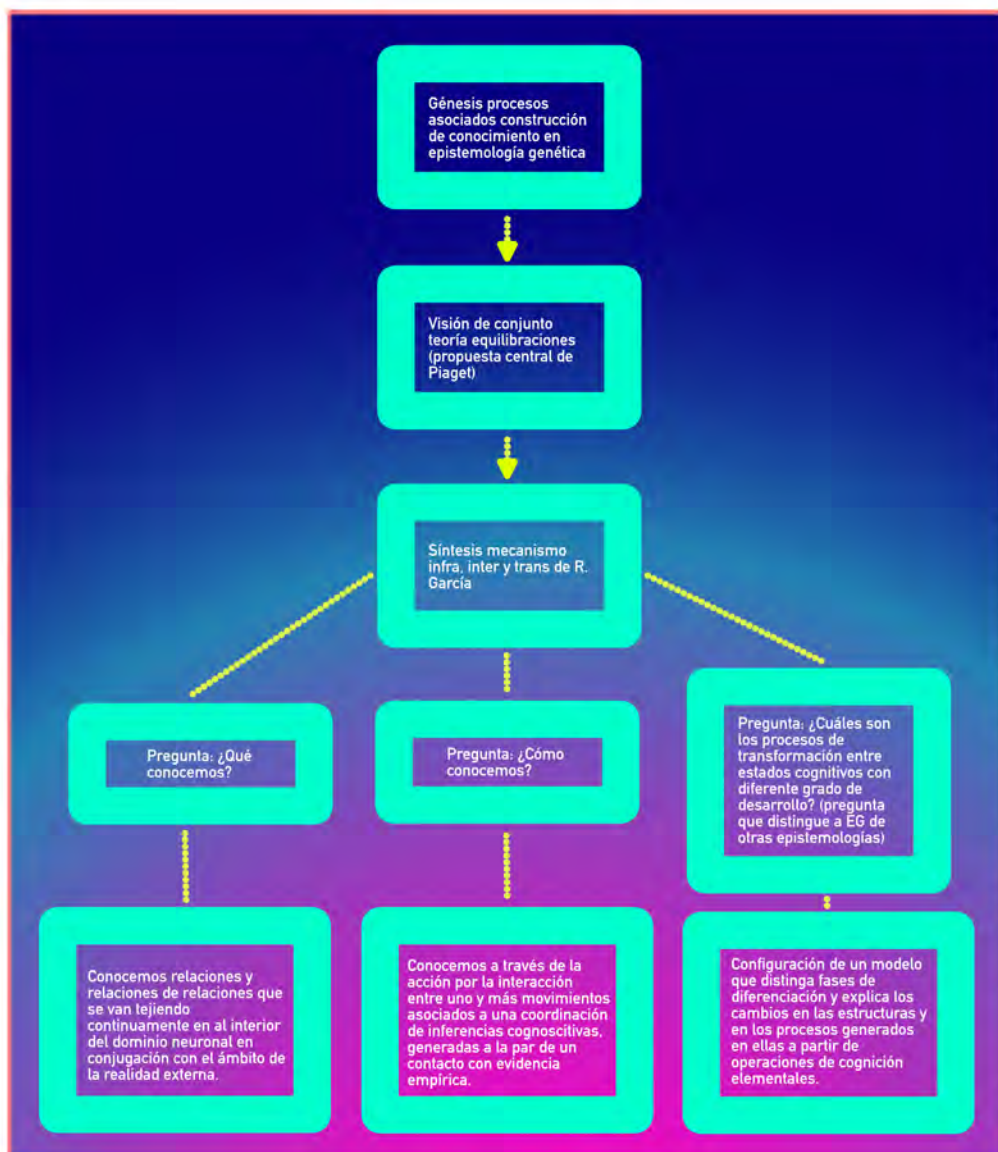 Génesis procesos
asociados construcción
de conocimiento en
epistemología genética
Visión de conjunto
teoría equilibraciones
(propuesta central de
Piaget)
Síntesis mecanismo
infra, inter y trans de R.
García
Pregunta: ¿Qué
conocemos?
Pregunta: ¿Cómo
conocemos?
Pregunta: ¿Cuáles son
los procesos de
transformación entre
estados cognitivos con
diferente grado de
desarrollo? (pregunta
que distingue a EG de
otras epistemologías)
Conocemos relaciones y
relaciones de relaciones que
se van tejiendo
continuamente en al interior
del dominio neuronal en
conjugación con el ámbito de
la realidad externa.
Conocemos a través de la
acción por la interacción
entre uno y más movimientos
asociados a una coordinación
de inferencias cognoscitivas,
generadas a la par de un
contacto con evidencia
empírica.
Configuración de un modelo
que distinga fases de
diferenciación y explica los
cambios en las estructuras y
en los procesos generados
en ellas a partir de
operaciones de cognición
elementales.